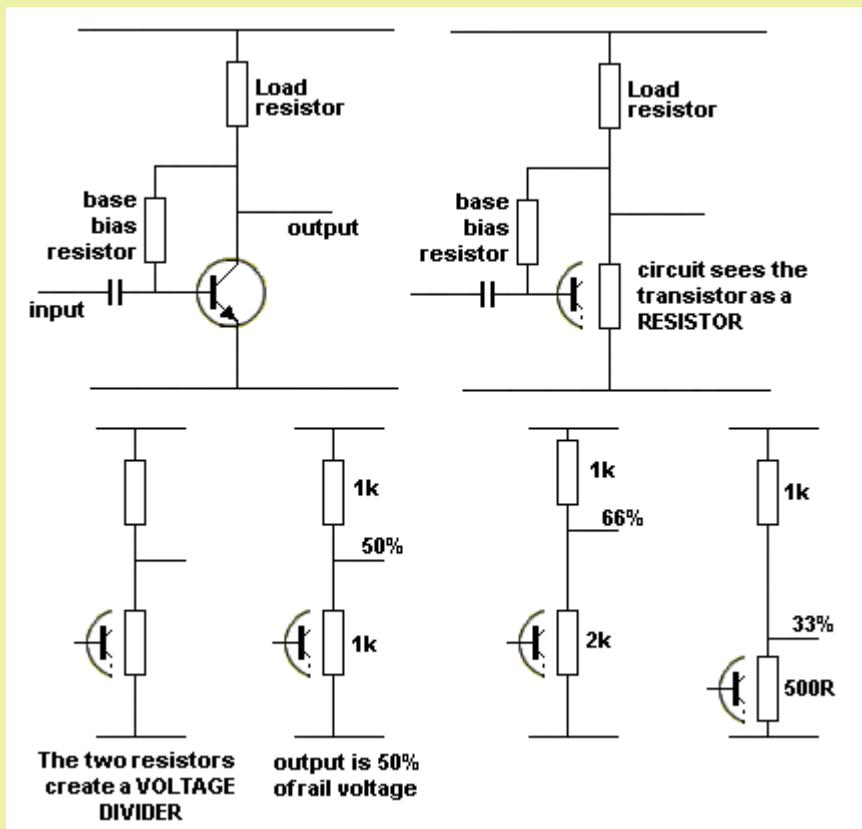 Load
resistor
base
bias
resistor
output
input
Load
resistor
base
bias
resistor
circuit sees the
transistor as a
RESISTOR
The two resistors
create a VOLTAGE
DIVIDER
1k
50%
1k
output is 50%
of rail voltage
1k
66%
2k
1k
33%
500R